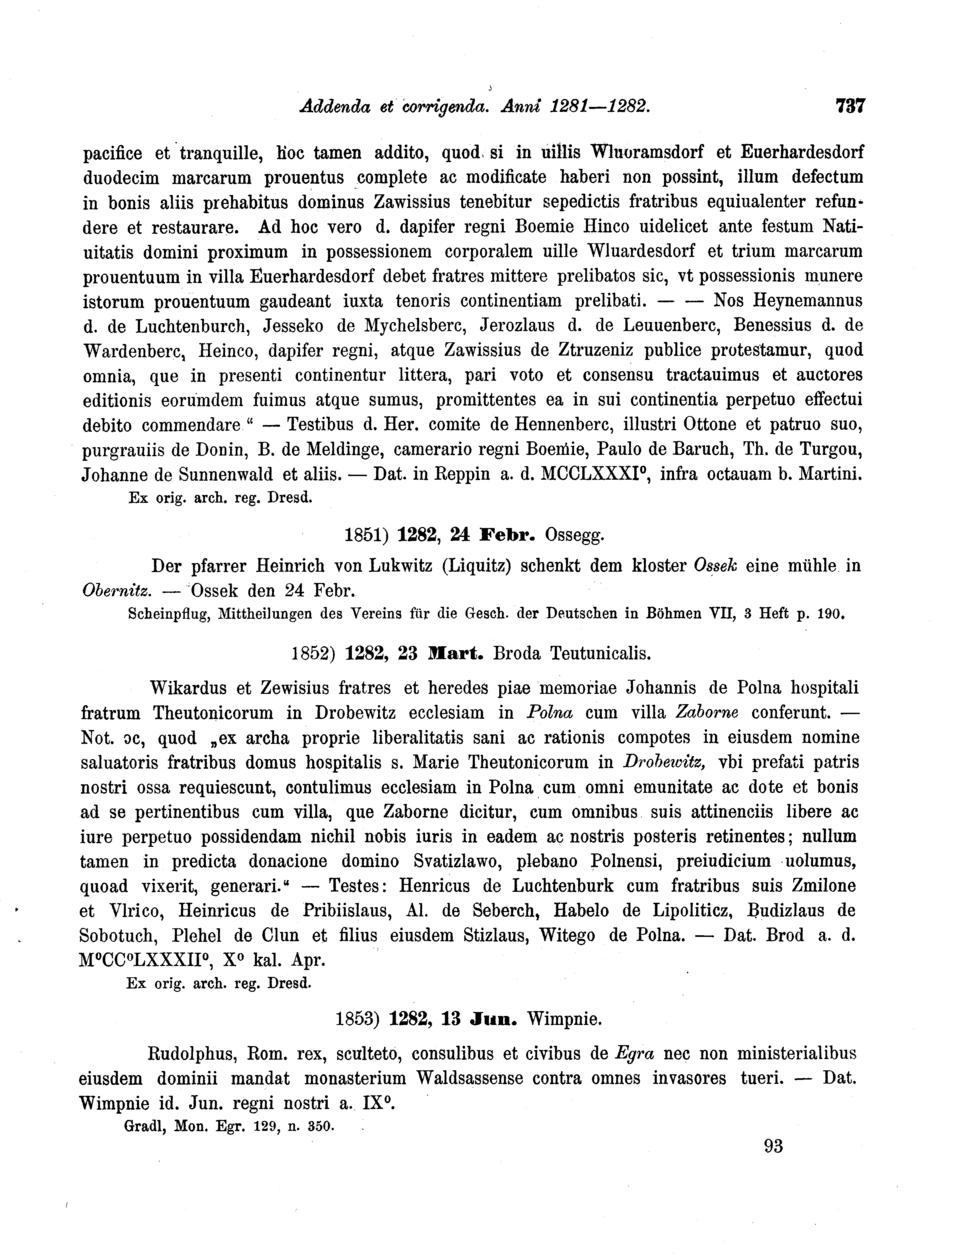 Addenda et corrigenda. Anni 1281—1282. 737
pacifice et tranquille, hoc tamen addito, quod si in uillis Wluoramsdorf et Euerhardesdorf
duodecim marcarum prouentus complete ac modificate haberi non possint, illum defectum
in bonis aliis prehabitus dominus Zawissius tenebitur sepedictis fratribus equiualenter refun-
dere et restaurare. Ad hoc vero d. dapifer regni Boemie Hinco uidelicet ante festum Nati-
uitatis domini proximum in possessionem corporalem uille Wluardesdorf et trium marcarum
prouentuum in villa Euerhardesdorf debet fratres mittere prelibatos sic, vt possessionis munere
istorum prouentuum gaudeant iuxta tenoris continentiam prelibati. — — Nos Heynemannus
d. de Luchtenburch, Jesseko de Mychelsberc, Jerozlaus d. de Leuuenberc, Benessius d. de
Wardenberc, Heinco, dapifer regni, atque Zawissius de Ztruzeniz publice protestamur, quod
omnia, que in presenti continentur littera, pari voto et consensu tractauimus et auctores
editionis eorumdem fuimus atque sumus, promittentes ea in sui continentia perpetuo effectui
debito commendare “ — Testibus d. Her. comite de Hennenberc, illustri Ottone et patruo suo,
purgrauiis de Donin, B. de Meldinge, camerario regni Boemie, Paulo de Baruch, Th. de Turgou,
Johanne de Sunnenwald et aliis. — Dat. in Reppin a. d. MCCLXXXI⁰, infra octauam b. Martini.
Ex orig. arch. reg. Dresd.
1851) 1282, 24 Febr. Ossegg.
Der pfarrer Heinrich von Lukwitz (Liquitz) schenkt dem kloster Ossek eine mühle in
Obernitz. — Ossek den 24 Febr.
Scheinpflug, Mittheilungen des Vereins für die Gesch. der Deutschen in Böhmen VII, 3 Heft p. 190.
1852) 1282, 23 Mart. Broda Teutunicalis.
Wikardus et Zewisius fratres et heredes piae memoriae Johannis de Polna hospitali
fratrum Theutonicorum in Drobewitz ecclesiam in Polna cum villa Zaborne conferunt. —
Not. ɔc, quod „ex archa proprie liberalitatis sani ac rationis compotes in eiusdem nomine
saluatoris fratribus domus hospitalis s. Marie Theutonicorum in Drobewitz, vbi prefati patris
nostri ossa requiescunt, contulimus ecclesiam in Polna cum omni emunitate ac dote et bonis
ad se pertinentibus cum villa, que Zaborne dicitur, cum omnibus suis attinenciis libere ac
iure perpetuo possidendam nichil nobis iuris in eadem ac nostris posteris retinentes; nullum
tamen in predicta donacione domino Svatizlawo, plebano Polnensi, preiudicium uolumus,
quoad vixerit, generari.“ — Testes: Henricus de Luchtenburk cum fratribus suis Zmilone
et Vlrico, Heinricus de Pribiislaus, Al. de Seberch, Habelo de Lipoliticz, Budizlaus de
Sobotuch, Plehel de Clun et filius eiusdem Stizlaus, Witego de Polna. — Dat. Brod a. d.
M⁰CC⁰LXXXII⁰, X⁰ kal. Apr.
Ex orig. arch. reg. Dresd.
1853) 1282, 13 Jun. Wimpnie.
Rudolphus, Rom. rex, sculteto, consulibus et civibus de Egra nec non ministerialibus
eiusdem dominii mandat monasterium Waldsassense contra omnes invasores tueri. — Dat.
Wimpnie id. Jun. regni nostri a. IX⁰.
Gradl, Mon. Egr. 129, n. 350.
93